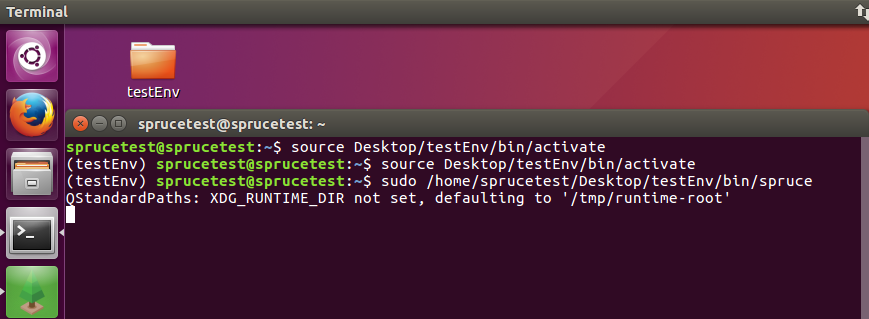 Terminal
testEnv
sprucetest@sprucetest: ~
sprucetest@sprucetest:~$ source Desktop/testEnv/bin/activate
(testEnv) sprucetest@sprucetest:~$ source Desktop/testEnv/bin/activate
(testEnv) sprucetest@sprucetest:~$ sudo /home/sprucetest/Desktop/testEnv/bin/spruce
QStandardPaths: XDG_RUNTIME_DIR not set, defaulting to '/tmp/runtime-root'